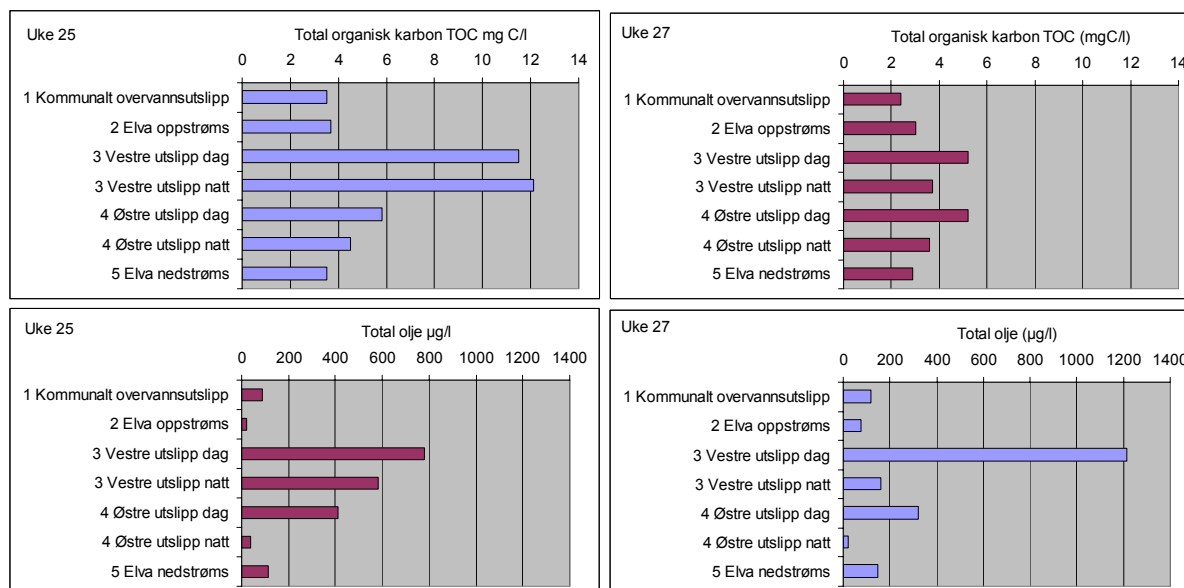 Uke 25
Total organisk karbon TOC mg C/l
0 2 4 6 8 10 12 14
1 Kommunalt overvannsutslipp
2 Elva oppstrøms
3 Vestre utslipp dag
3 Vestre utslipp natt
4 Østre utslipp dag
4 Østre utslipp natt
5 Elva nedstrøms
Uke 27
Total organisk karbon TOC (mgC/l)
0 2 4 6 8 10 12 14
1 Kommunalt overvannsutslipp
2 Elva oppstrøms
3 Vestre utslipp dag
3 Vestre utslipp natt
4 Østre utslipp dag
4 Østre utslipp natt
5 Elva nedstrøms
Uke 25
Total olje µg/l
0 200 400 600 800 1000 1200 1400
1 Kommunalt overvannsutslipp
2 Elva oppstrøms
3 Vestre utslipp dag
3 Vestre utslipp natt
4 Østre utslipp dag
4 Østre utslipp natt
5 Elva nedstrøms
Uke 27
Total olje (µg/l)
0 200 400 600 800 1000 1200 1400
1 Kommunalt overvannsutslipp
2 Elva oppstrøms
3 Vestre utslipp dag
3 Vestre utslipp natt
4 Østre utslipp dag
4 Østre utslipp natt
5 Elva nedstrøms